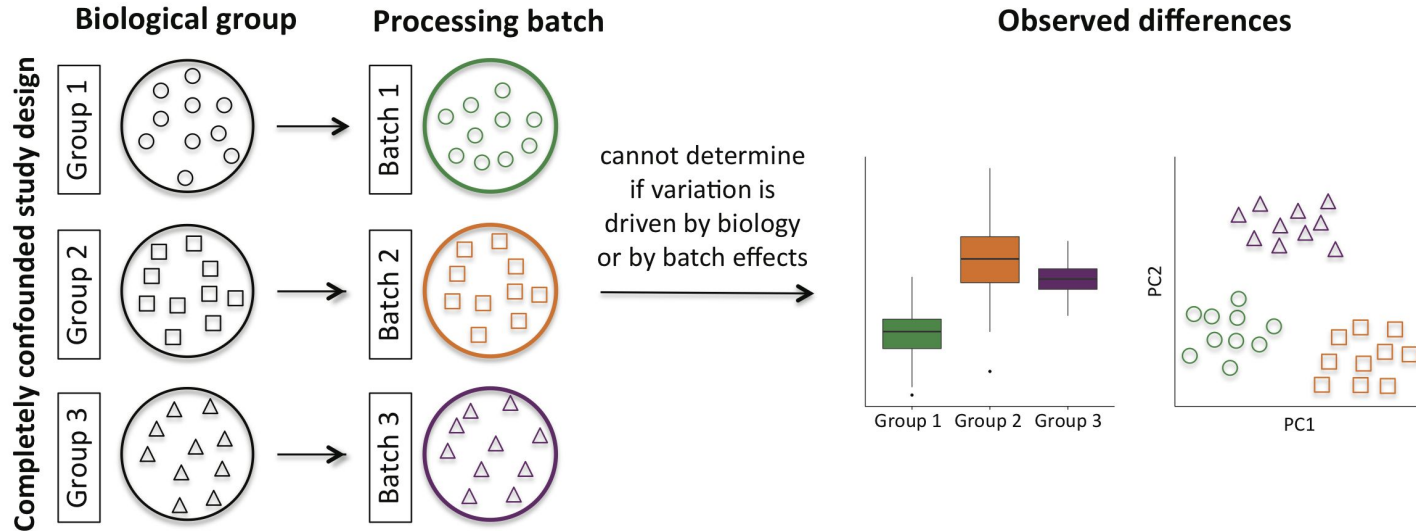 Completely confounded study design
Biological group
Processing batch
Observed differences
Group 1
Batch 1
Group 2
Batch 2
Group 3
Batch 3
cannot determine
if variation is
driven by biology
or by batch effects
Group 1 Group 2 Group 3
PC2
PC1